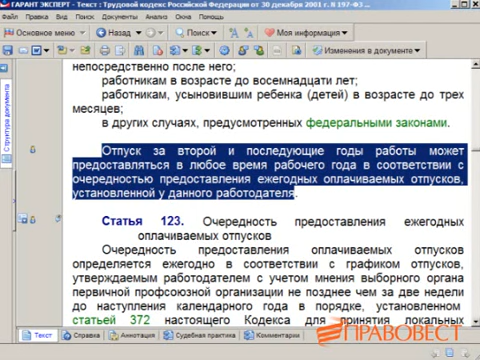 ГАРАНТ ЭКСПЕРТ - Текст : Трудовой кодекс Российской Федерации от 30 декабря 2001 г. N 197-ФЗ ...
Файл Правка Вид Поиск Документы Анализ Окна Помощь
Основное меню Назад Поиск Моя информация
Изменения в документе
Структура документа
непосредственно после него;
работникам в возрасте до восемнадцати лет;
работникам, усыновившим ребенка (детей) в возрасте до трех
месяцев;
в других случаях, предусмотренных федеральными законами.
Отпуск за второй и последующие годы работы может
предоставляться в любое время рабочего года в соответствии с
очередностью предоставления ежегодных оплачиваемых отпусков,
установленной у данного работодателя.
Статья 123. Очередность предоставления ежегодных
оплачиваемых отпусков
Очередность предоставления оплачиваемых отпусков
определяется ежегодно в соответствии с графиком отпусков,
утверждаемым работодателем с учетом мнения выборного органа
первичной профсоюзной организации не позднее чем за две недели
до наступления календарного года в порядке, установленном
статьей 372 настоящего Кодекса для принятия локальных
ПРАВОВЕСТ
Текст Справка Аннотация Судебная практика Комментарии